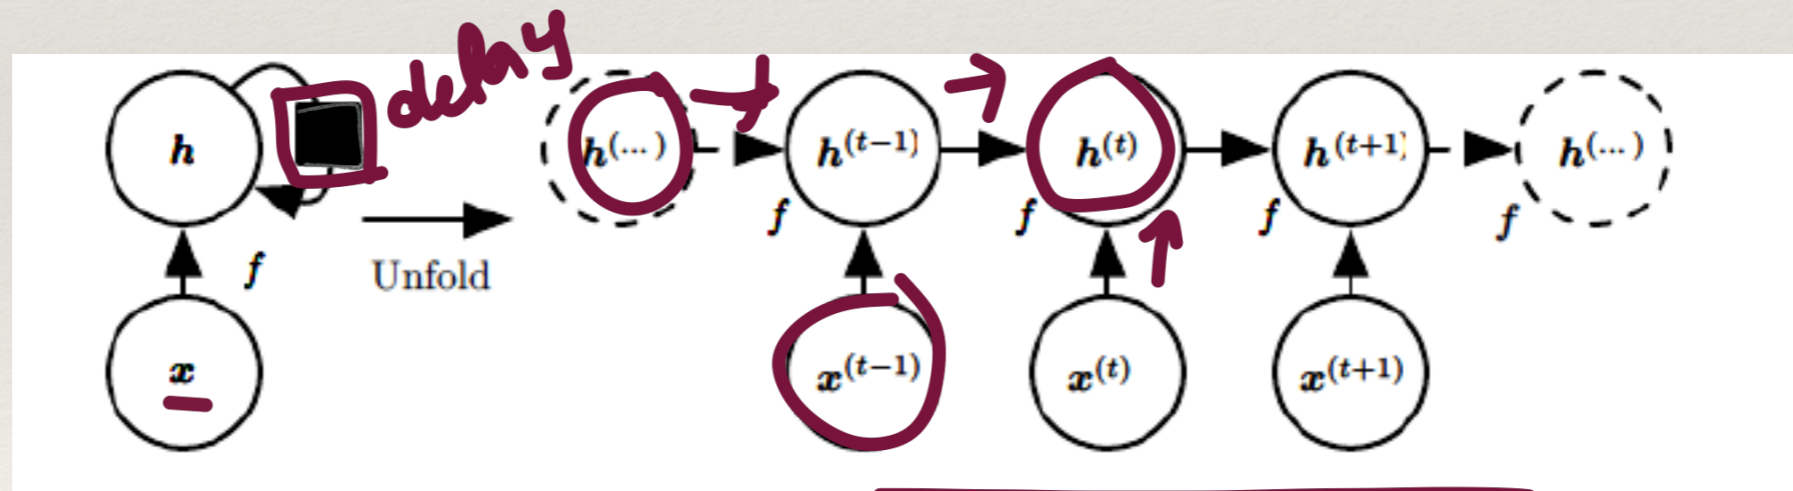 delay
h h^(...) h^(t−1) h^(t) h^(t+1) h^(...)
f f f f f
Unfold
x x^(t−1) x^(t) x^(t+1)